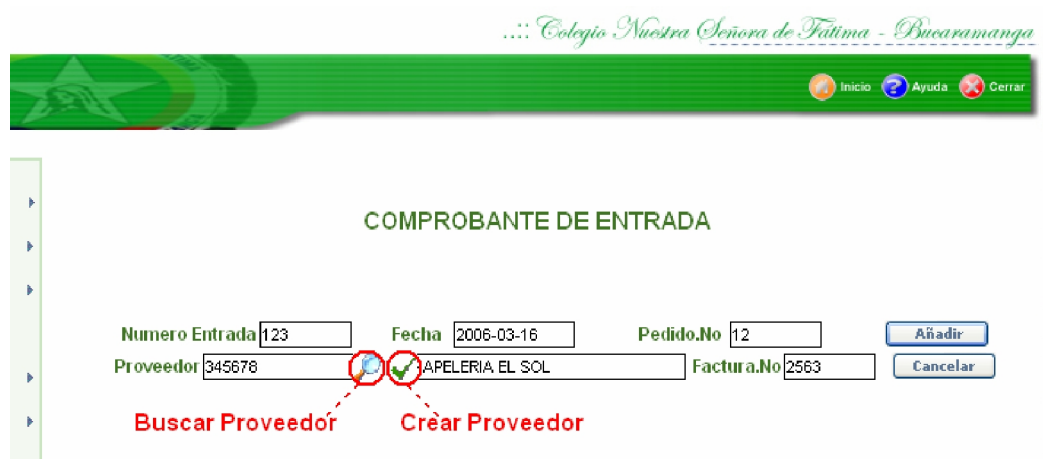 ..:: Colegio Nuestra Señora de Fátima - Bucaramanga
Inicio Ayuda Cerrar
COMPROBANTE DE ENTRADA
Numero Entrada 123 Fecha 2006-03-16 Pedido.No 12 Añadir
Proveedor 345678 APELERIA EL SOL Factura.No 2563 Cancelar
Buscar Proveedor Crear Proveedor